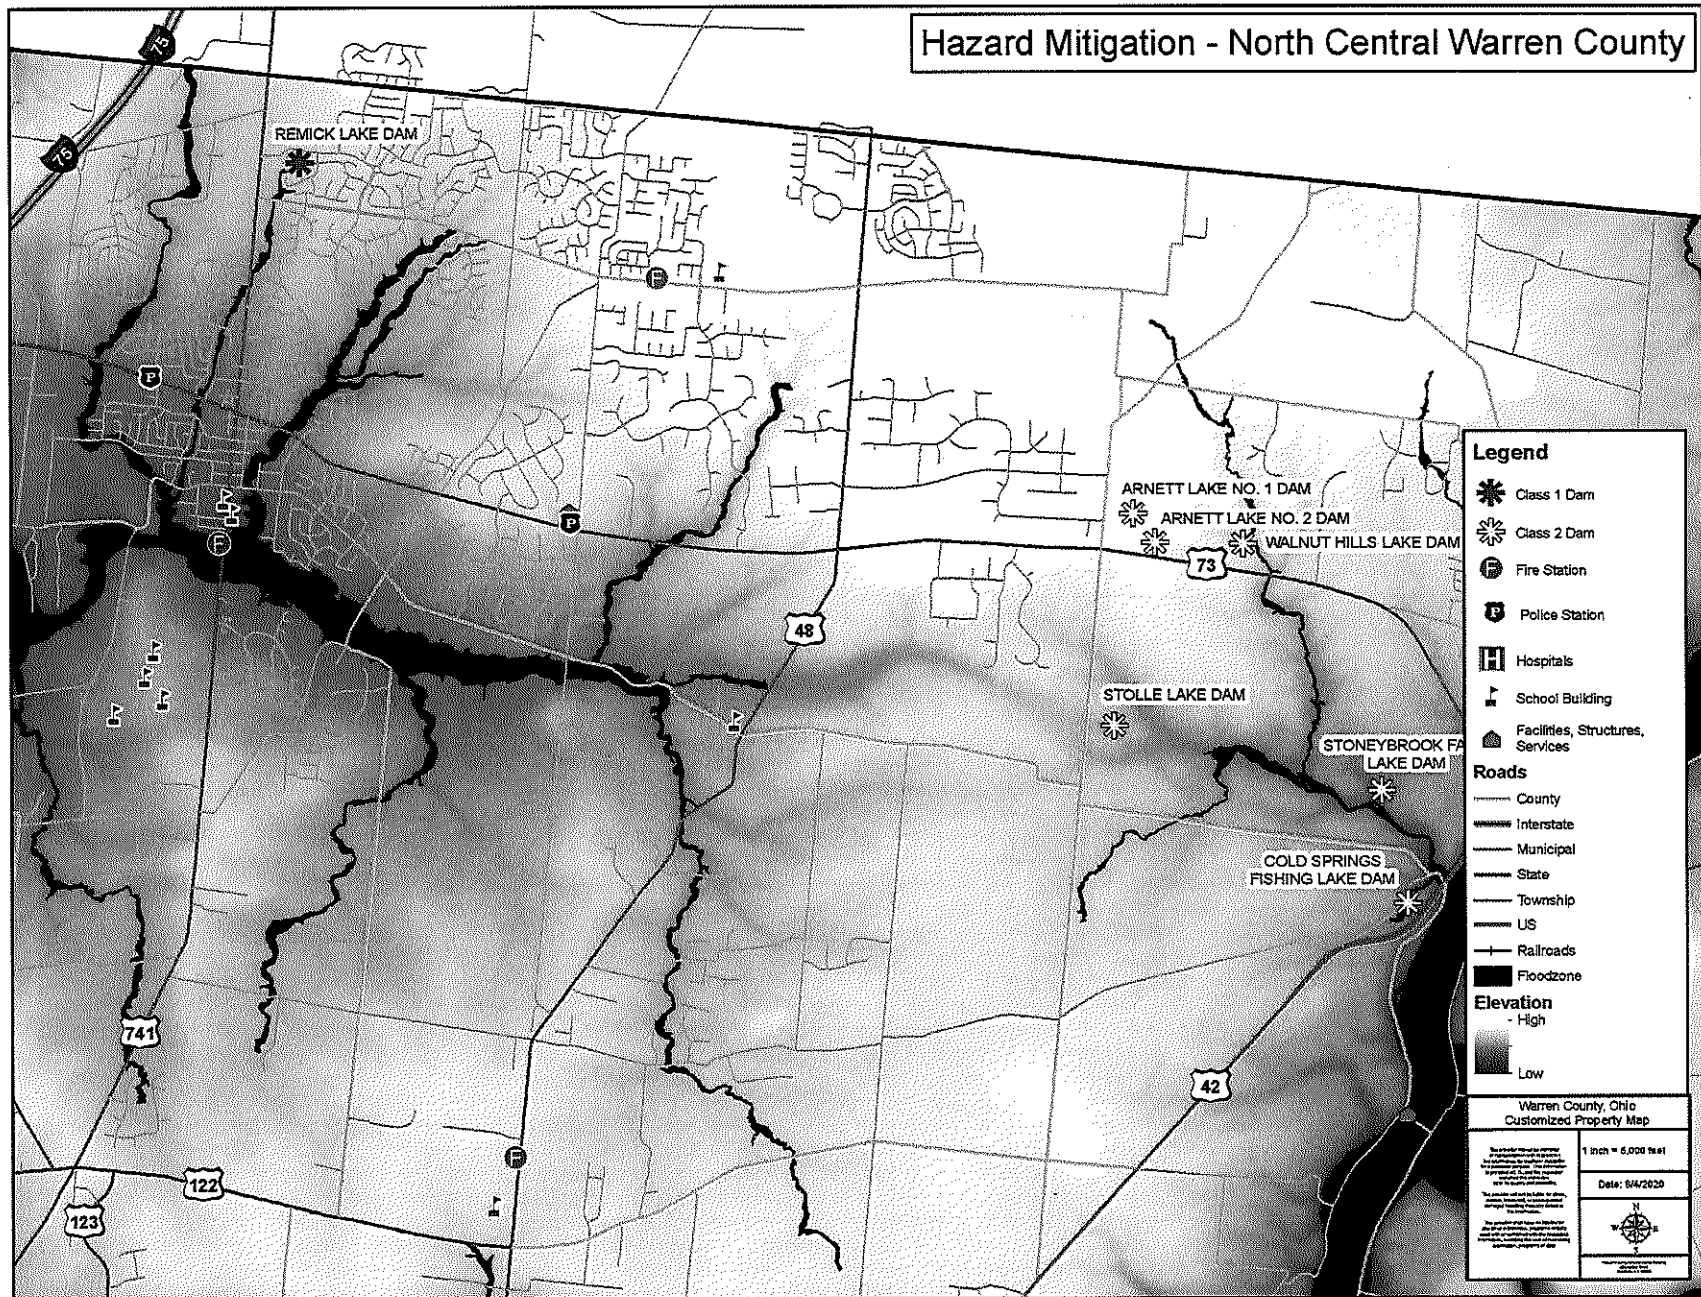 Hazard Mitigation - North Central Warren County
75
75
REMICK LAKE DAM
F
P
P
F
ARNETT LAKE NO. 1 DAM
ARNETT LAKE NO. 2 DAM
WALNUT HILLS LAKE DAM
73
48
STOLLE LAKE DAM
STONEYBROOK FA
LAKE DAM
COLD SPRINGS
FISHING LAKE DAM
741
42
F
122
123
Legend
Class 1 Dam
Class 2 Dam
F Fire Station
P Police Station
H Hospitals
School Building
Facilities, Structures,
Services
Roads
County
Interstate
Municipal
State
Township
US
Railroads
Floodzone
Elevation
- High
Low
Warren County, Ohio
Customized Property Map
1 inch = 5,000 feet
Date: 8/4/2020
N
W E
S